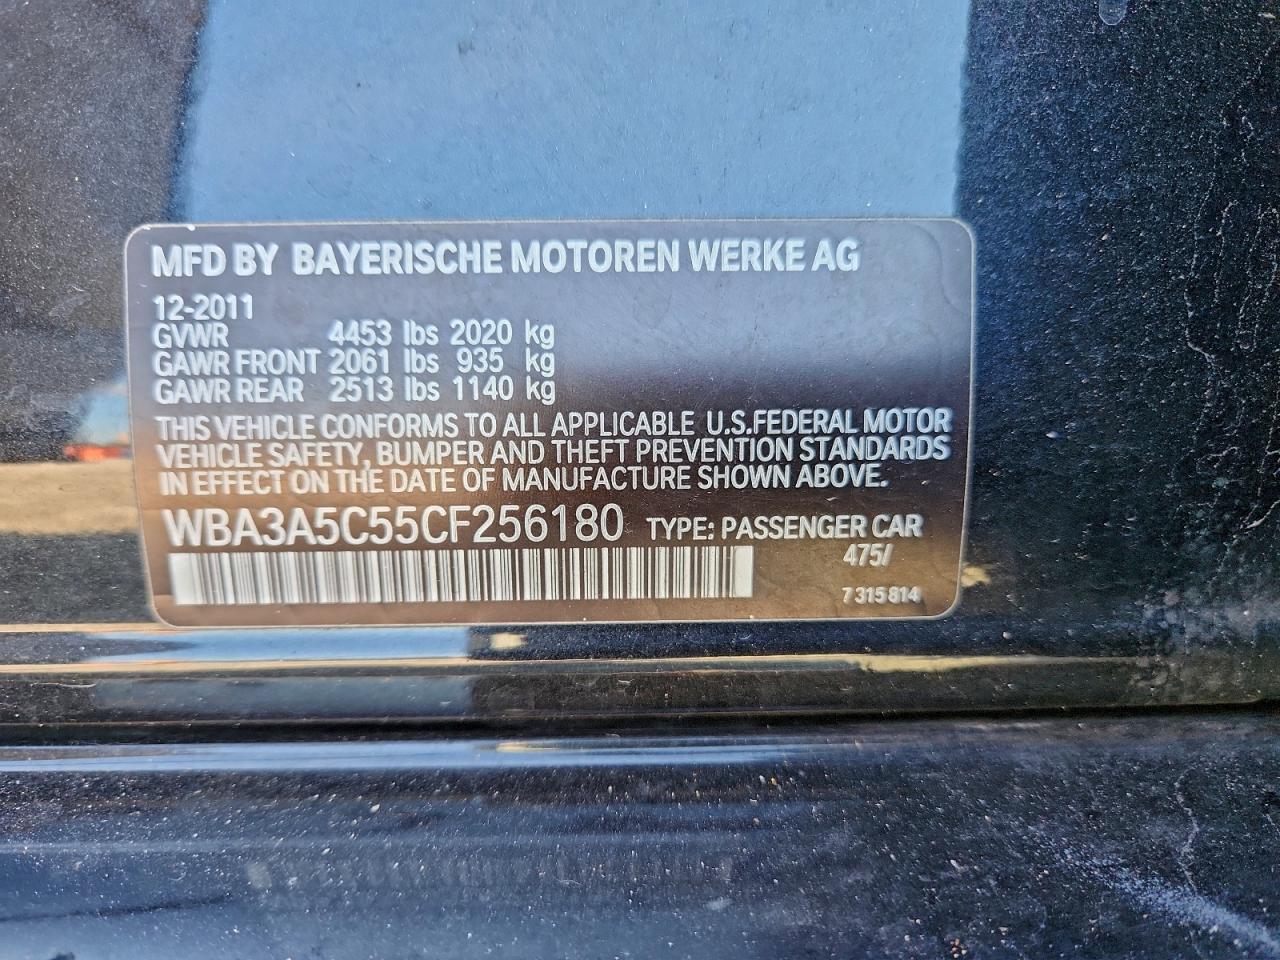 MFD BY BAYERISCHE MOTOREN WERKE AG
12-2011
GVWR 4453 lbs 2020 kg
GAWR FRONT 2061 lbs 935 kg
GAWR REAR 2513 lbs 1140 kg
THIS VEHICLE CONFORMS TO ALL APPLICABLE U.S.FEDERAL MOTOR
VEHICLE SAFETY, BUMPER AND THEFT PREVENTION STANDARDS
IN EFFECT ON THE DATE OF MANUFACTURE SHOWN ABOVE.
WBA3A5C55CF256180 TYPE: PASSENGER CAR
475/
7 315 814